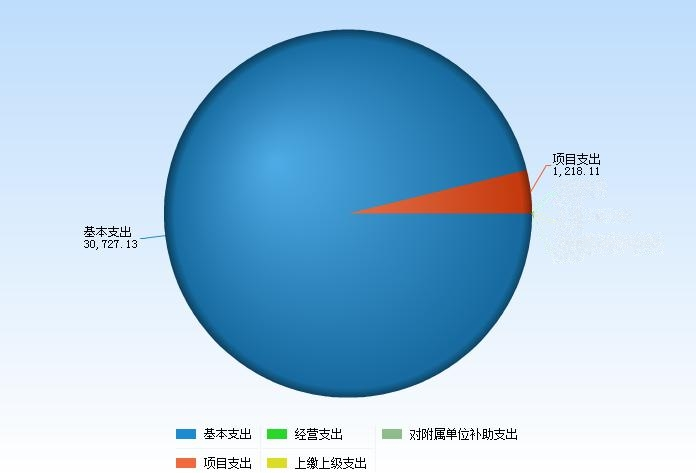 项目支出
1,218.11
基本支出
30,727.13
基本支出
经营支出
对附属单位补助支出
项目支出
上缴上级支出